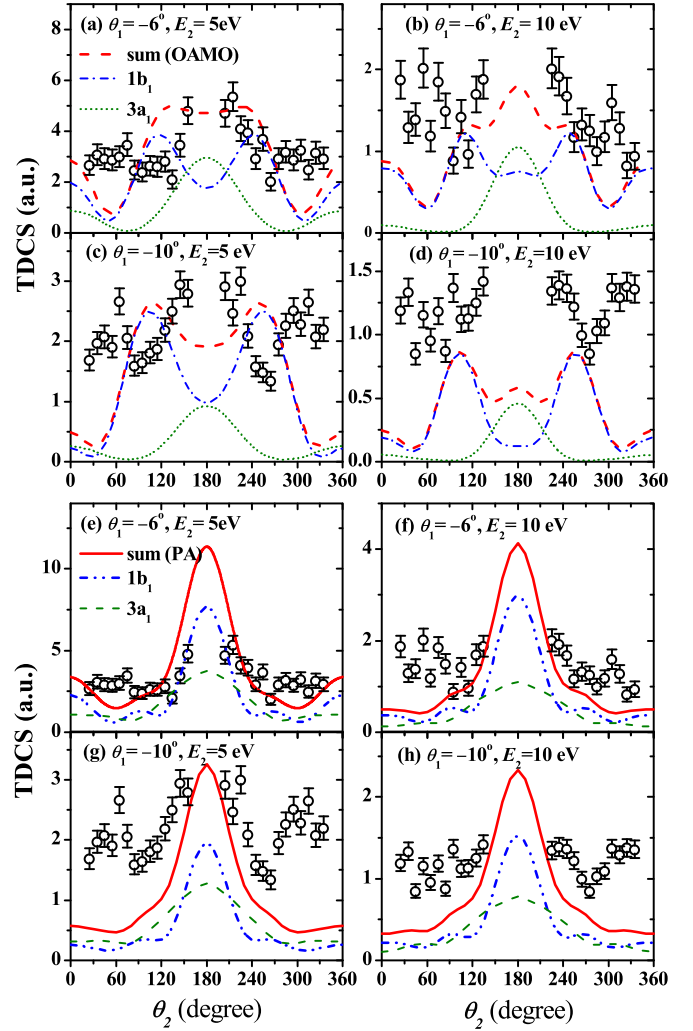 (a) θ₁= −6°, E₂= 5eV
sum (OAMO)
1b₁
3a₁
(b) θ₁= −6°, E₂= 10 eV
9
8
6
4
2
0
2
1
0
TDCS (a.u.)
(c) θ₁= −10°, E₂= 5 eV
(d) θ₁= −10°, E₂=10 eV
3
2
1
0
1.5
1.0
0.5
0.0
0 60 120 180 240 300 360
0 60 120 180 240 300 360
(e) θ₁= −6°, E₂= 5eV
sum (PA)
1b₁
3a₁
(f) θ₁= −6°, E₂= 10 eV
10
5
0
4
2
0
TDCS (a.u.)
(g) θ₁= −10°, E₂= 5 eV
(h) θ₁= −10°, E₂=10 eV
3
2
1
0
2
1
0
0 60 120 180 240 300 360
0 60 120 180 240 300 360
θ₂ (degree)
θ₂ (degree)